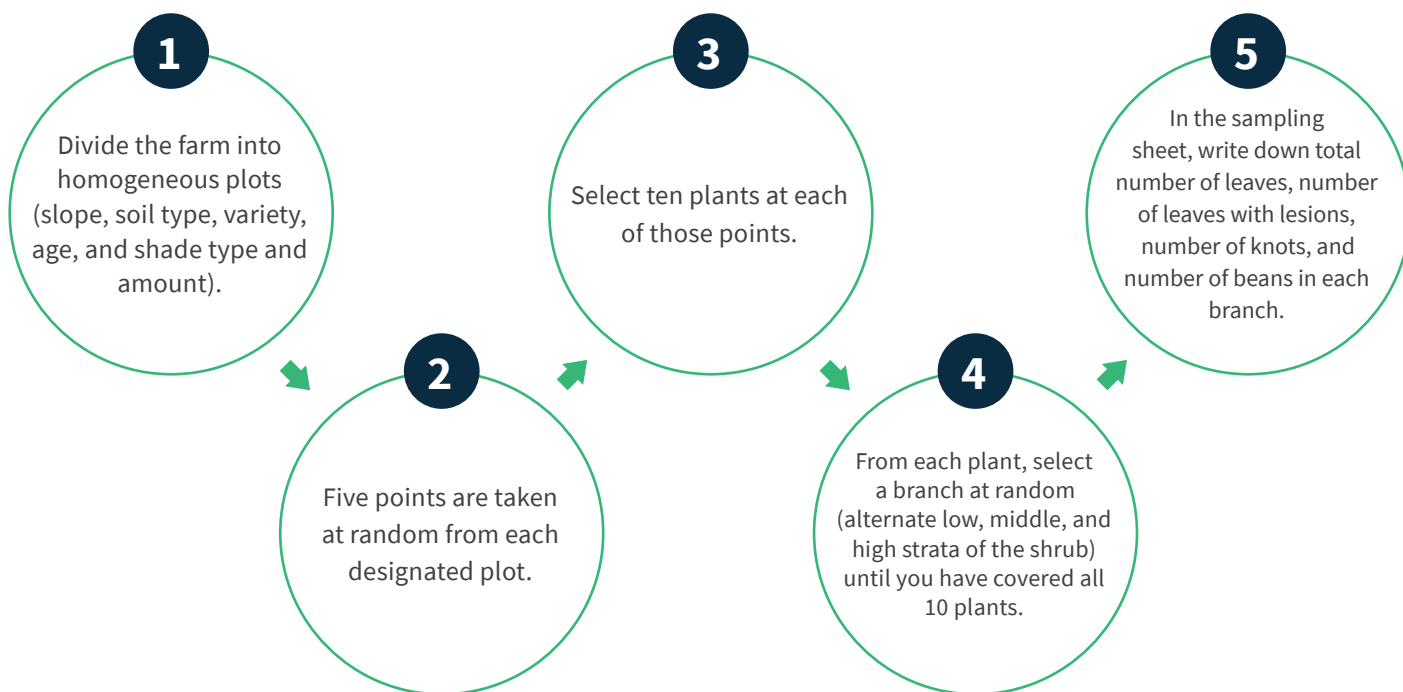 1
Divide the farm into
homogeneous plots
(slope, soil type, variety,
age, and shade type and
amount).
2
Five points are taken
at random from each
designated plot.
3
Select ten plants at each
of those points.
4
From each plant, select
a branch at random
(alternate low, middle, and
high strata of the shrub)
until you have covered all
10 plants.
5
In the sampling
sheet, write down total
number of leaves, number
of leaves with lesions,
number of knots, and
number of beans in each
branch.